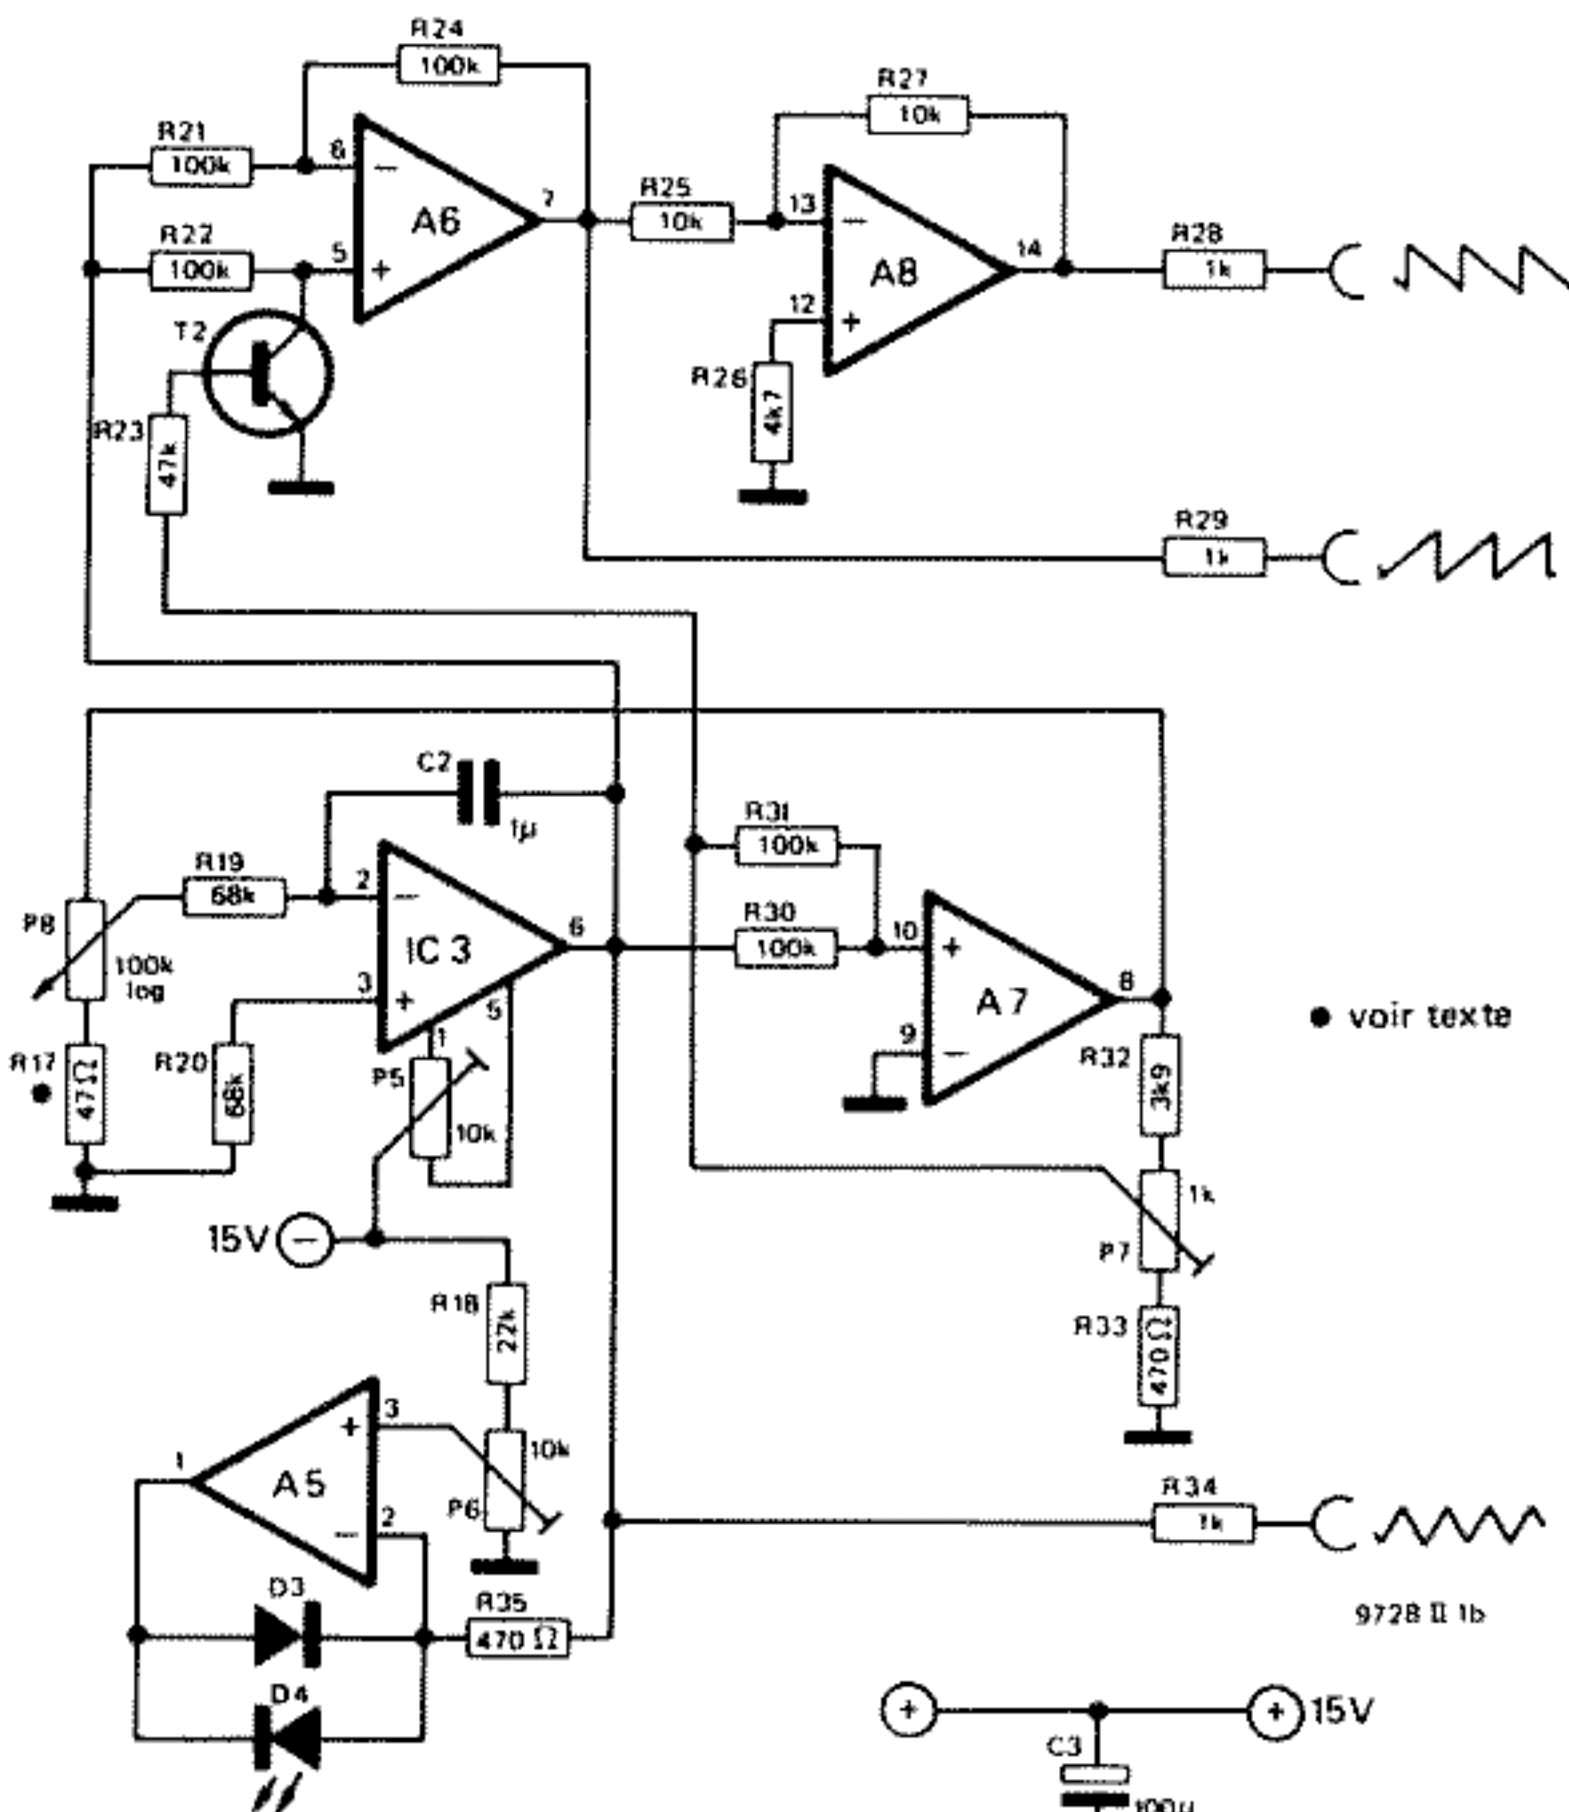 R24
100k
R27
10k
R21
100k
6
−
A6
7
R25
10k
13
−
R22
100k
5
+
A8
14
R28
1k
12
+
T2
R26
4k7
R23
47k
R29
1k
C2
1µ
R31
100k
R19
68k
2
−
P8
100k
log
IC 3
6
R30
100k
10
+
3
+
5
1
A7
8
9
−
● voir texte
R17
●
47Ω
R20
68k
P5
10k
R32
3k9
1k
P7
15V
−
R18
22k
R33
470Ω
3
+
10k
1
A5
P6
2
−
R34
1k
D3
R35
470 Ω
9728 II 1b
D4
+
+
15V
C3
100µ